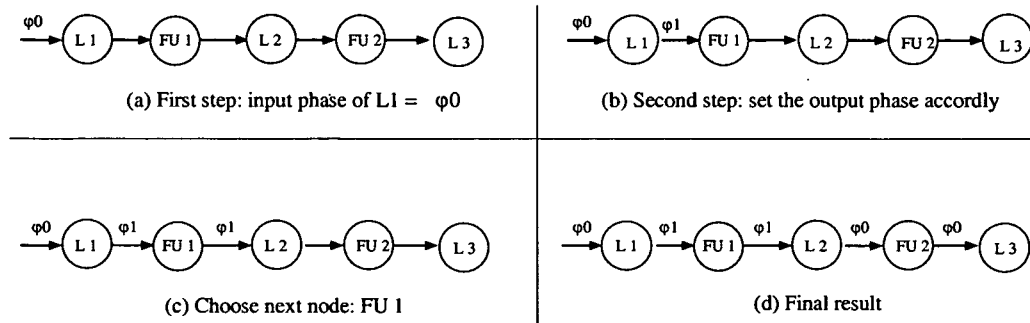 φ0 L 1 FU 1 L 2 FU 2 L 3
(a) First step: input phase of L1 = φ0
φ0 L 1 φ1 FU 1 L 2 FU 2 L 3
(b) Second step: set the output phase accordly
φ0 L 1 φ1 FU 1 φ1 L 2 FU 2 L 3
(c) Choose next node: FU 1
φ0 L 1 φ1 FU 1 φ1 L 2 φ0 FU 2 φ0 L 3
(d) Final result